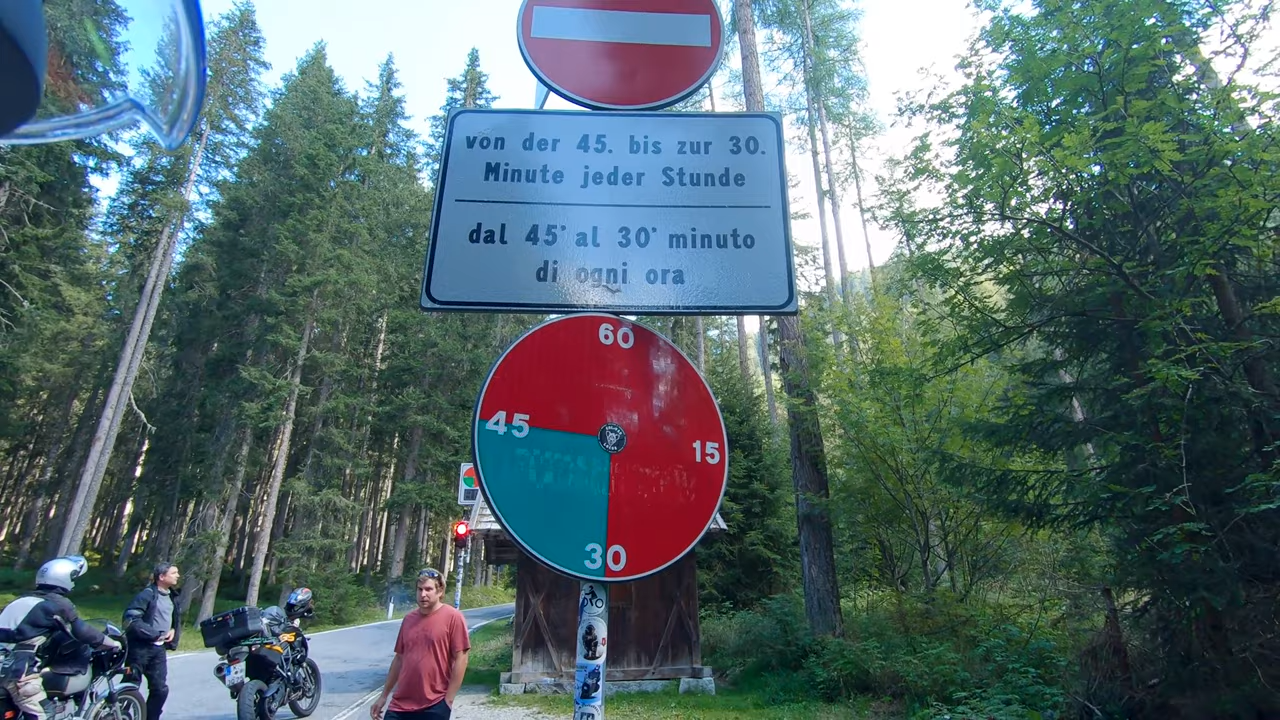 von der 45. bis zur 30.
Minute jeder Stunde
dal 45' al 30' minuto
di ogni ora
60
45
15
30